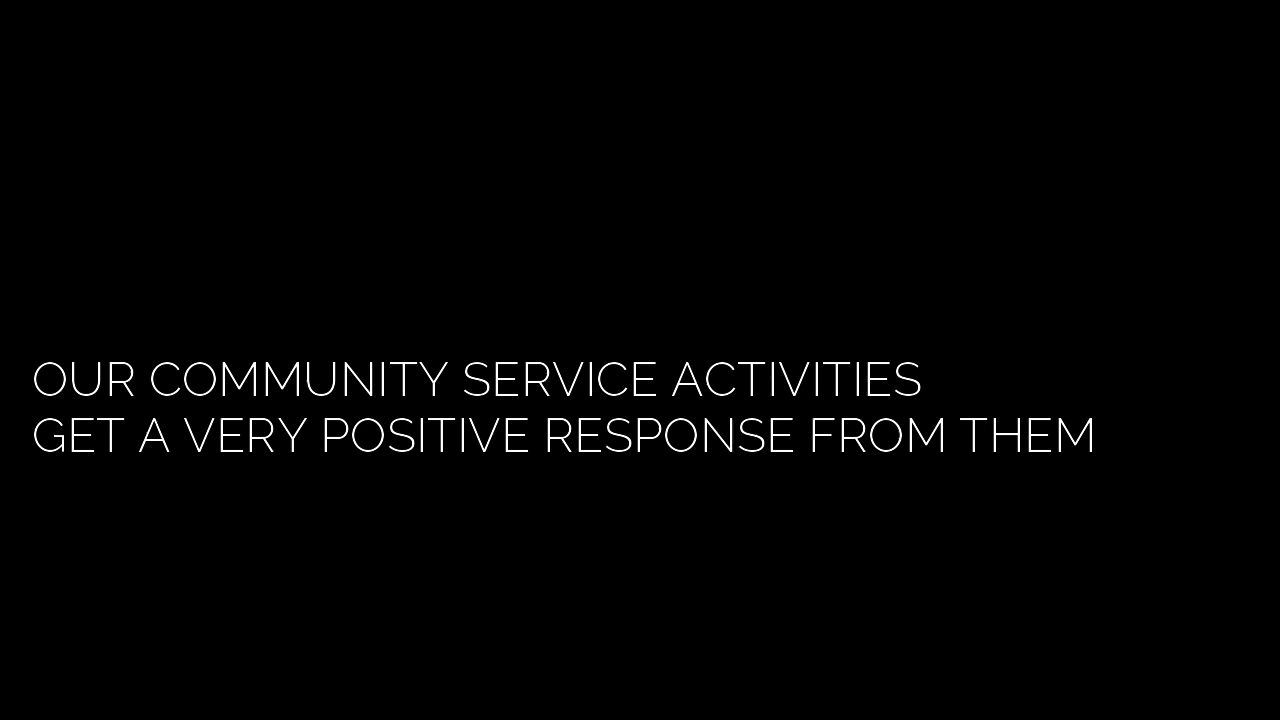 OUR COMMUNITY SERVICE ACTIVITIES
GET A VERY POSITIVE RESPONSE FROM THEM